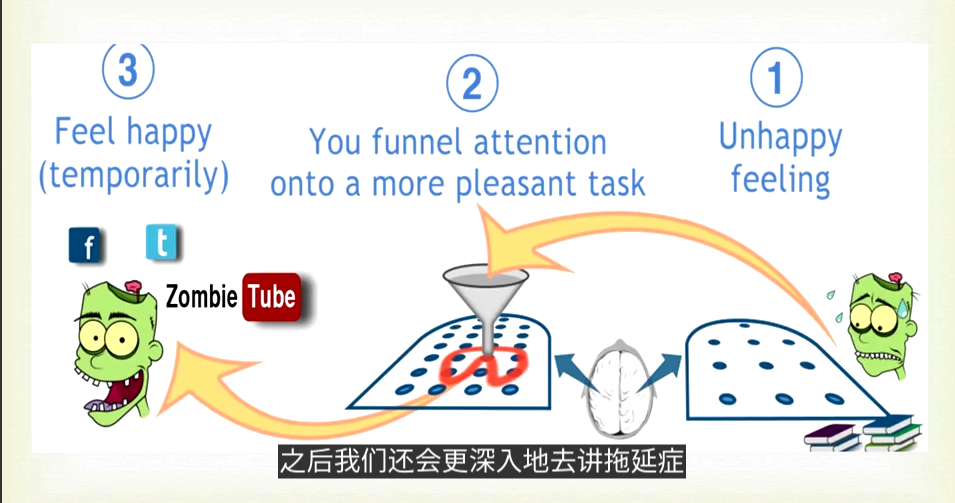 3
Feel happy
(temporarily)
2
You funnel attention
onto a more pleasant task
1
Unhappy
feeling
f
t
Zombie Tube
之后我们还会更深入地去讲拖延症